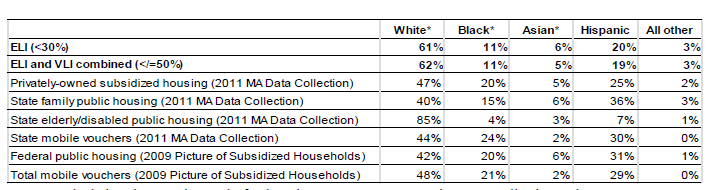 White* Black* Asian* Hispanic All other
ELI (<30%) 61% 11% 6% 20% 3%
ELI and VLI combined (</=50%) 62% 11% 5% 19% 3%
Privately-owned subsidized housing (2011 MA Data Collection) 47% 20% 5% 25% 2%
State family public housing (2011 MA Data Collection) 40% 15% 6% 36% 3%
State elderly/disabled public housing (2011 MA Data Collection) 85% 4% 3% 7% 1%
State mobile vouchers (2011 MA Data Collection) 44% 24% 2% 30% 0%
Federal public housing (2009 Picture of Subsidized Households) 42% 20% 6% 31% 1%
Total mobile vouchers (2009 Picture of Subsidized Households) 48% 21% 2% 29% 0%